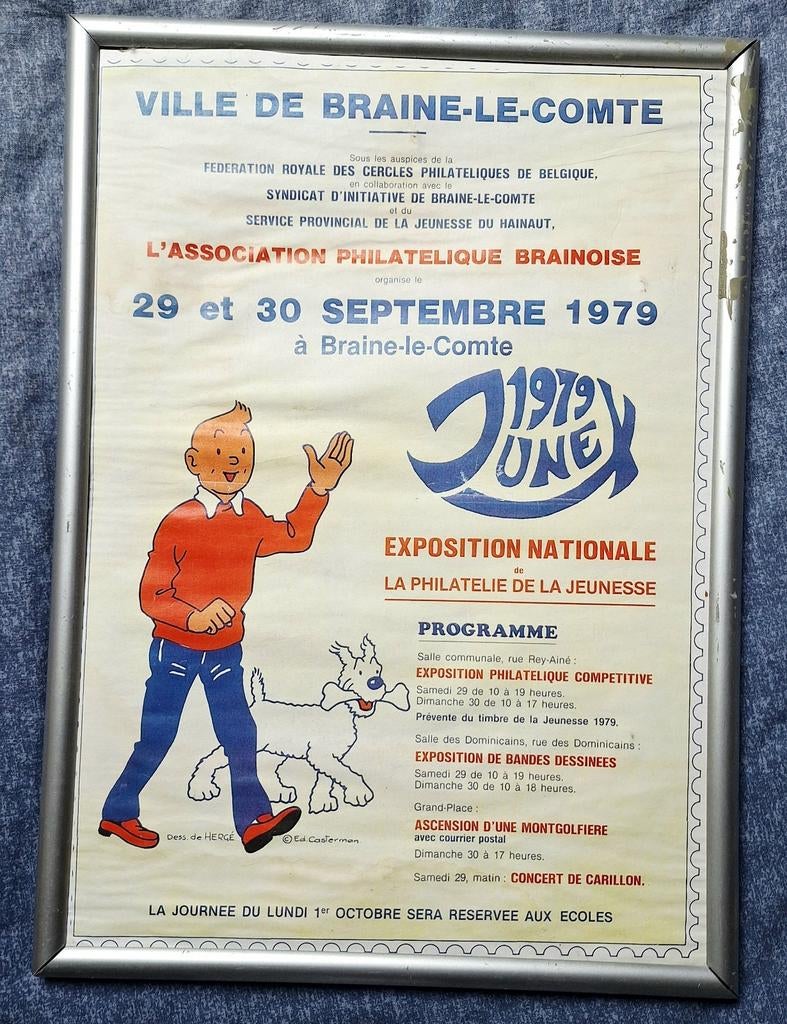 VILLE DE BRAINE-LE-COMTE
Sous les auspices de la
FEDERATION ROYALE DES CERCLES PHILATELIQUES DE BELGIQUE,
en collaboration avec le
SYNDICAT D'INITIATIVE DE BRAINE-LE-COMTE
et du
SERVICE PROVINCIAL DE LA JEUNESSE DU HAINAUT,
L'ASSOCIATION PHILATELIQUE BRAINOISE
organise le
29 et 30 SEPTEMBRE 1979
à Braine-le-Comte
1979
JUNEX
EXPOSITION NATIONALE
de
LA PHILATELIE DE LA JEUNESSE
PROGRAMME
Salle communale, rue Rey-Ainé :
EXPOSITION PHILATELIQUE COMPETITIVE
Samedi 29 de 10 à 19 heures.
Dimanche 30 de 10 à 17 heures.
Prévente du timbre de la Jeunesse 1979.
Salle des Dominicains, rue des Dominicains :
EXPOSITION DE BANDES DESSINEES
Samedi 29 de 10 à 19 heures.
Dimanche 30 de 10 à 18 heures.
Grand-Place :
ASCENSION D'UNE MONTGOLFIERE
avec courrier postal
Dimanche 30 à 17 heures.
Samedi 29, matin : CONCERT DE CARILLON.
Dess. de HERGÉ © Ed. Casterman
LA JOURNEE DU LUNDI 1er OCTOBRE SERA RESERVEE AUX ECOLES